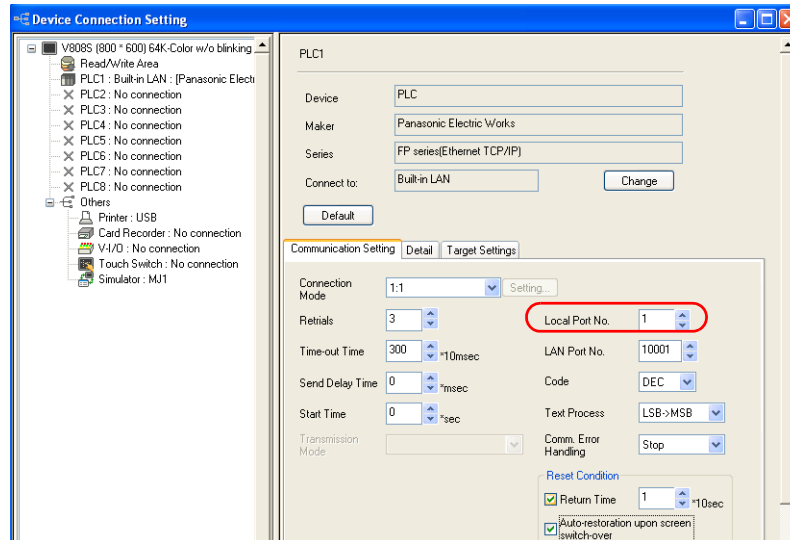 Device Connection Setting
V808S (800 * 600) 64K-Color w/o blinking
Read/Write Area
PLC1 : Built-in LAN : [Panasonic Electr
PLC2 : No connection
PLC3 : No connection
PLC4 : No connection
PLC5 : No connection
PLC6 : No connection
PLC7 : No connection
PLC8 : No connection
Others
Printer : USB
Card Recorder : No connection
V-I/O : No connection
Touch Switch : No connection
Simulator : MJ1
PLC1
Device PLC
Maker Panasonic Electric Works
Series FP series(Ethernet TCP/IP)
Connect to: Built-in LAN Change
Default
Communication Setting Detail Target Settings
Connection Mode 1:1 Setting...
Retrials 3 Local Port No. 1
Time-out Time 300 *10msec LAN Port No. 10001
Send Delay Time 0 *msec Code DEC
Start Time 0 *sec Text Process LSB->MSB
Transmission Mode Comm. Error Handling Stop
Reset Condition
Return Time 1 *10sec
Auto-restoration upon screen
switch-over